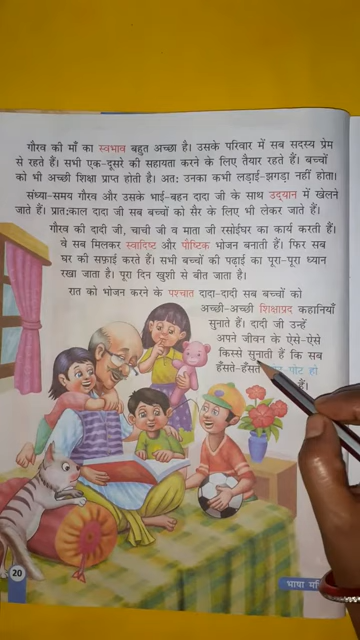 गौरव की माँ का स्वभाव बहुत अच्छा है। उसके परिवार में सब सदस्य प्रेम
से रहते हैं। सभी एक-दूसरे की सहायता करने के लिए तैयार रहते हैं। बच्चों
को भी अच्छी शिक्षा प्राप्त होती है। अतः उनका कभी लड़ाई-झगड़ा नहीं होता।
संध्या-समय गौरव और उसके भाई-बहन दादा जी के साथ उद्यान में खेलने
जाते हैं। प्रातःकाल दादा जी सब बच्चों को सैर के लिए भी लेकर जाते हैं।
गौरव की दादी जी, चाची जी व माता जी रसोईघर का कार्य करती हैं।
वे सब मिलकर स्वादिष्ट और पौष्टिक भोजन बनाती हैं। फिर सब
घर की सफ़ाई करते हैं। सभी बच्चों की पढ़ाई का पूरा-पूरा ध्यान
रखा जाता है। पूरा दिन खुशी से बीत जाता है।
रात को भोजन करने के पश्चात दादा-दादी सब बच्चों को
अच्छी-अच्छी शिक्षाप्रद कहानियाँ
सुनाते हैं। दादी जी उन्हें
अपने जीवन के ऐसे-ऐसे
किस्से सुनाती हैं कि सब
हँसते-हँसते पोट हो
हैं।
20
भाषा